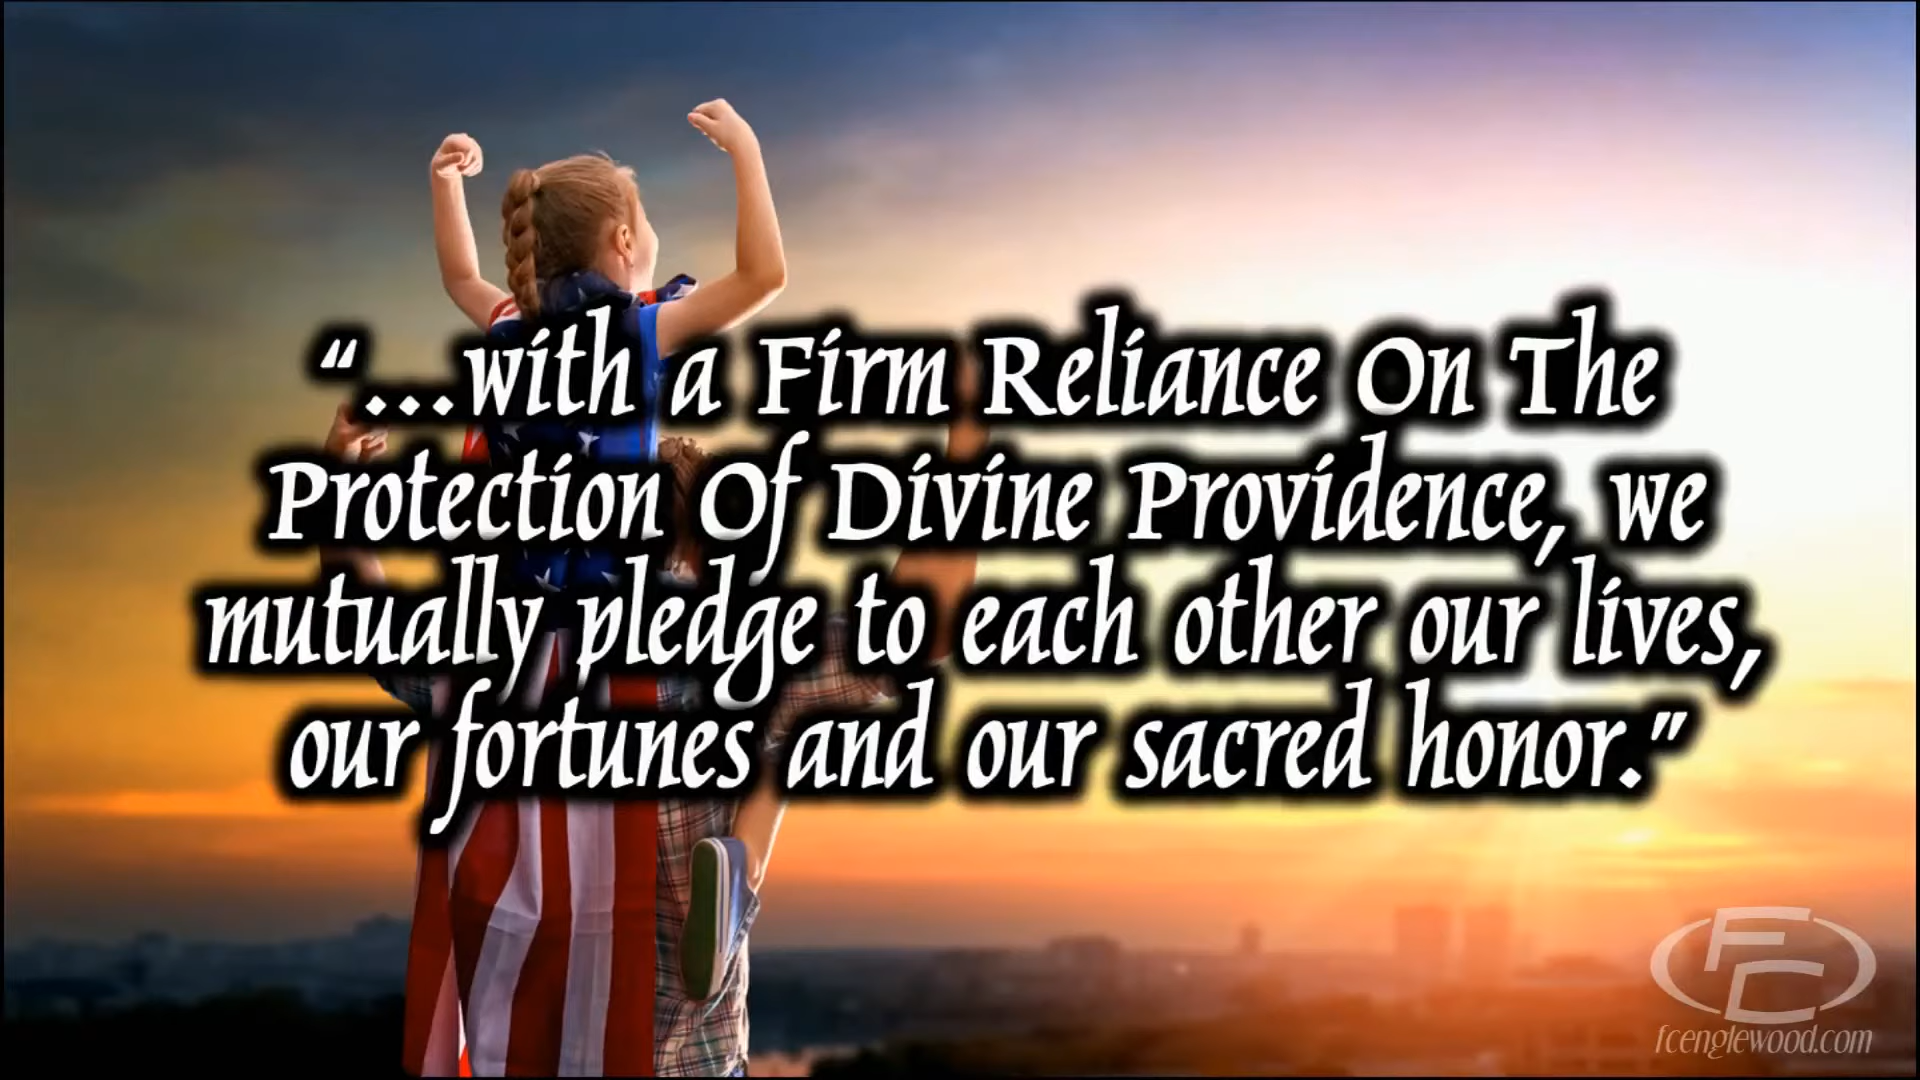 “...with a Firm Reliance On The
Protection Of Divine Providence, we
mutually pledge to each other our lives,
our fortunes and our sacred honor.”
FC
fcenglewood.com